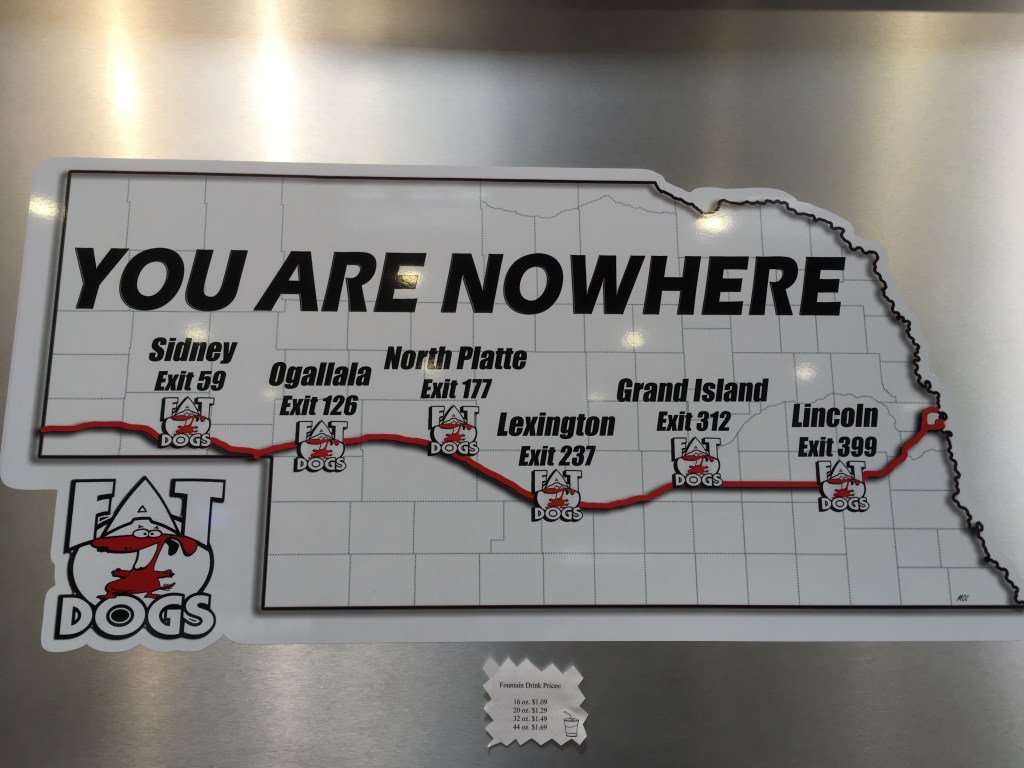 YOU ARE NOWHERE
Sidney
Exit 59
FAT
DOGS
Ogallala
Exit 126
FAT
DOGS
North Platte
Exit 177
FAT
DOGS
Lexington
Exit 237
FAT
DOGS
Grand Island
Exit 312
FAT
DOGS
Lincoln
Exit 399
FAT
DOGS
FAT
DOGS
Fountain Drink Prices:
16 oz. $1.09
20 oz. $1.29
32 oz. $1.49
44 oz. $1.69